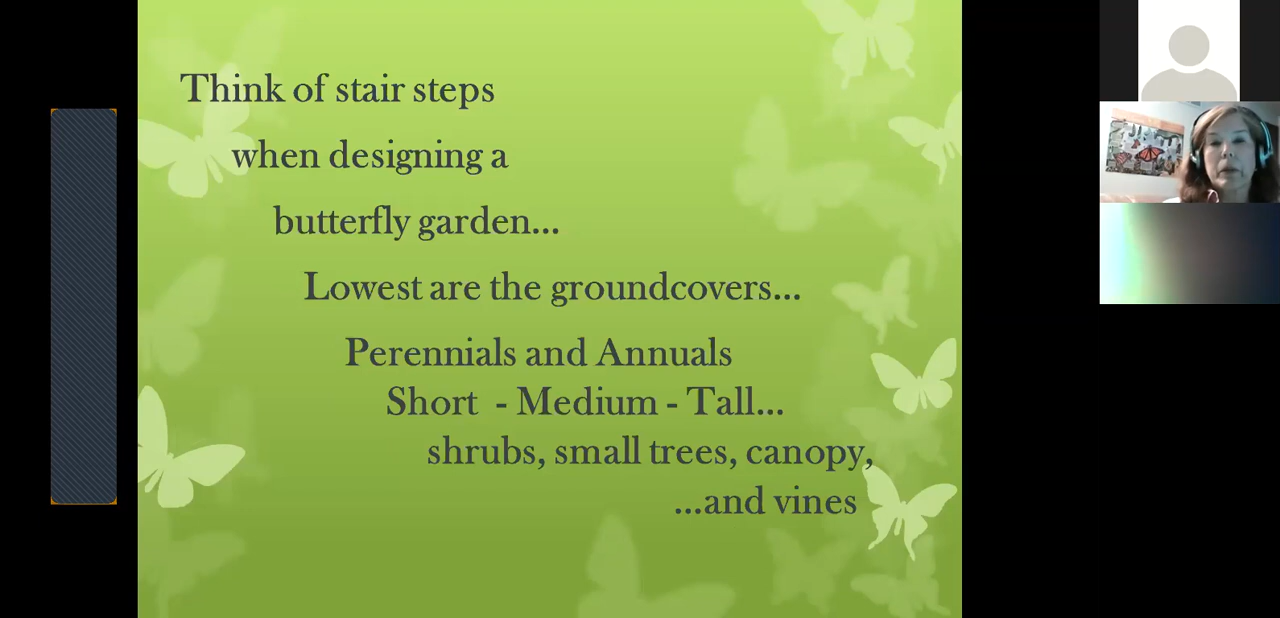 Think of stair steps
when designing a
butterfly garden...
Lowest are the groundcovers...
Perennials and Annuals
Short - Medium - Tall...
shrubs, small trees, canopy,
...and vines